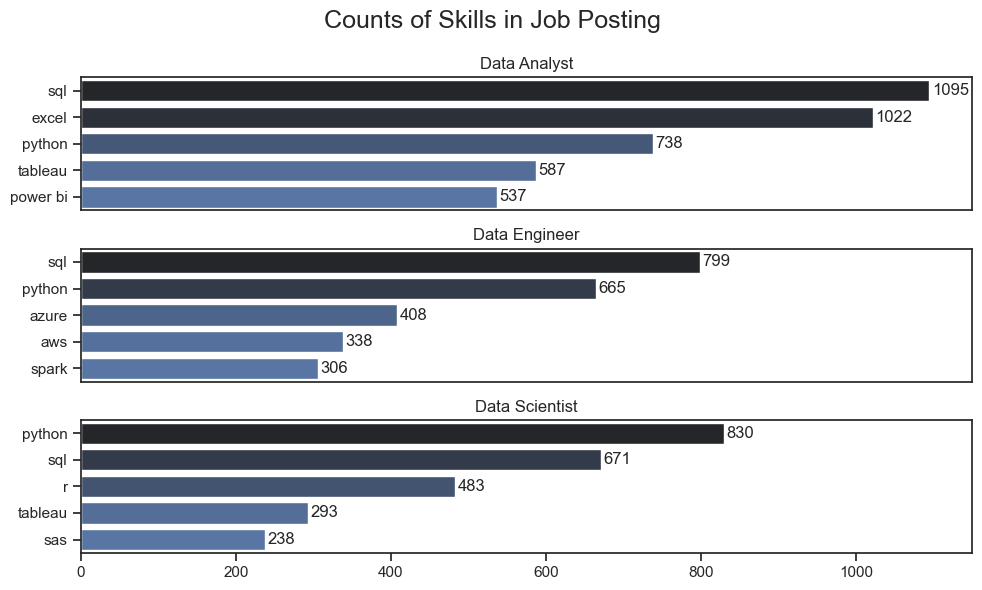 Counts of Skills in Job Posting
Data Analyst
sql 1095
excel 1022
python 738
tableau 587
power bi 537
Data Engineer
sql 799
python 665
azure 408
aws 338
spark 306
Data Scientist
python 830
sql 671
r 483
tableau 293
sas 238
0 200 400 600 800 1000